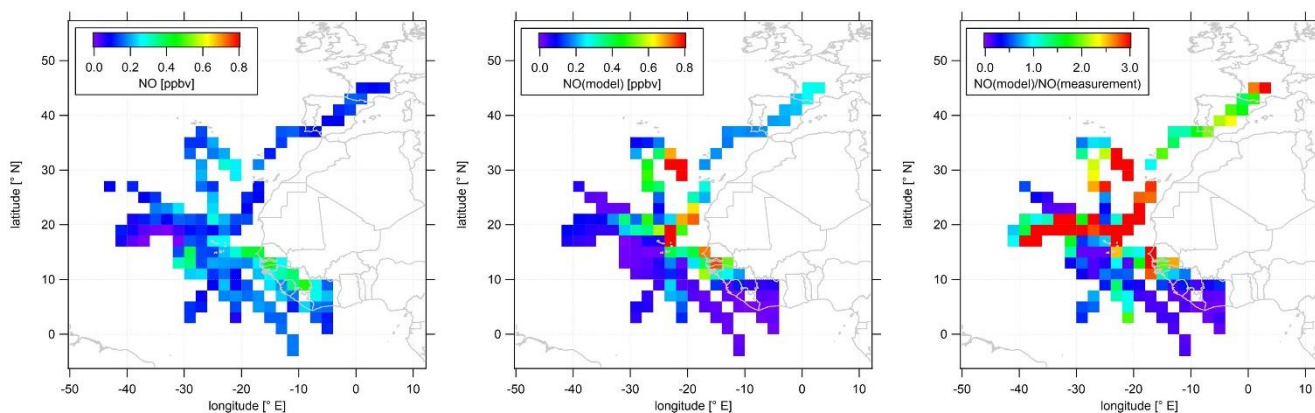 0.0 0.2 0.4 0.6 0.8
NO [ppbv]
50
40
30
20
10
0
latitude [° N]
-50 -40 -30 -20 -10 0 10
longitude [° E]
0.0 0.2 0.4 0.6 0.8
NO(model) [ppbv]
50
40
30
20
10
0
latitude [° N]
-50 -40 -30 -20 -10 0 10
longitude [° E]
0.0 1.0 2.0 3.0
NO(model)/NO(measurement)
50
40
30
20
10
0
latitude [° N]
-50 -40 -30 -20 -10 0 10
longitude [° E]